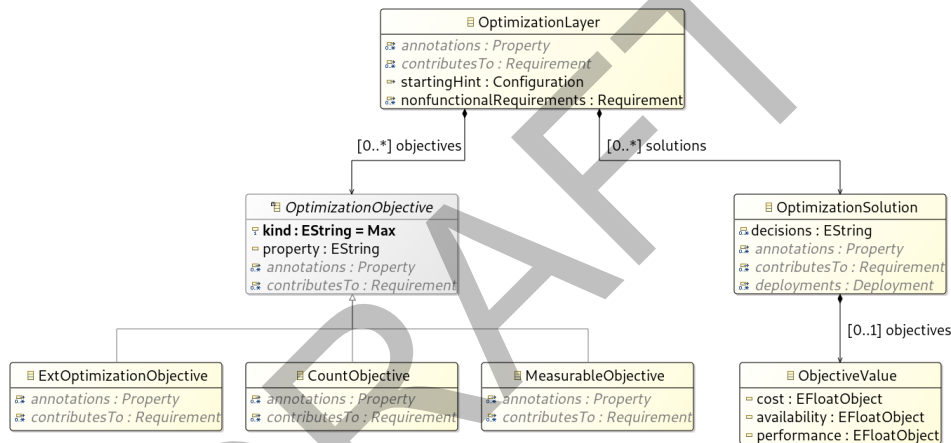 OptimizationLayer
annotations : Property
contributesTo : Requirement
startingHint : Configuration
nonfunctionalRequirements : Requirement
[0..*] objectives
[0..*] solutions
OptimizationObjective
kind : EString = Max
property : EString
annotations : Property
contributesTo : Requirement
OptimizationSolution
decisions : EString
annotations : Property
contributesTo : Requirement
deployments : Deployment
[0..1] objectives
ExtOptimizationObjective
annotations : Property
contributesTo : Requirement
CountObjective
annotations : Property
contributesTo : Requirement
MeasurableObjective
annotations : Property
contributesTo : Requirement
ObjectiveValue
cost : EFloatObject
availability : EFloatObject
performance : EFloatObject
DRAFT